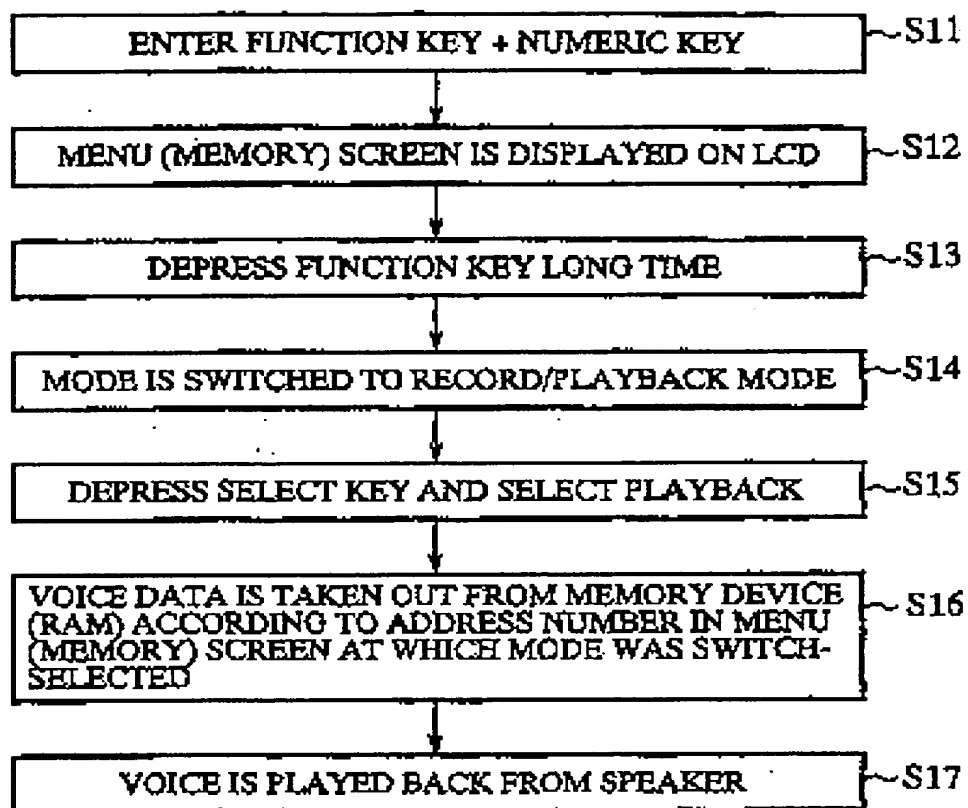 ENTER FUNCTION KEY + NUMERIC KEY ~S11
MENU (MEMORY) SCREEN IS DISPLAYED ON LCD ~S12
DEPRESS FUNCTION KEY LONG TIME ~S13
MODE IS SWITCHED TO RECORD/PLAYBACK MODE ~S14
DEPRESS SELECT KEY AND SELECT PLAYBACK ~S15
VOICE DATA IS TAKEN OUT FROM MEMORY DEVICE ~S16
(RAM) ACCORDING TO ADDRESS NUMBER IN MENU
(MEMORY) SCREEN AT WHICH MODE WAS SWITCH-
SELECTED
VOICE IS PLAYED BACK FROM SPEAKER ~S17